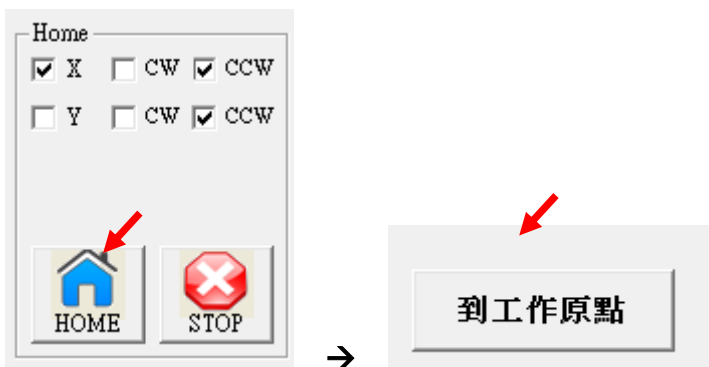 Home
X CW CCW
Y CW CCW
HOME STOP
→ 到工作原點